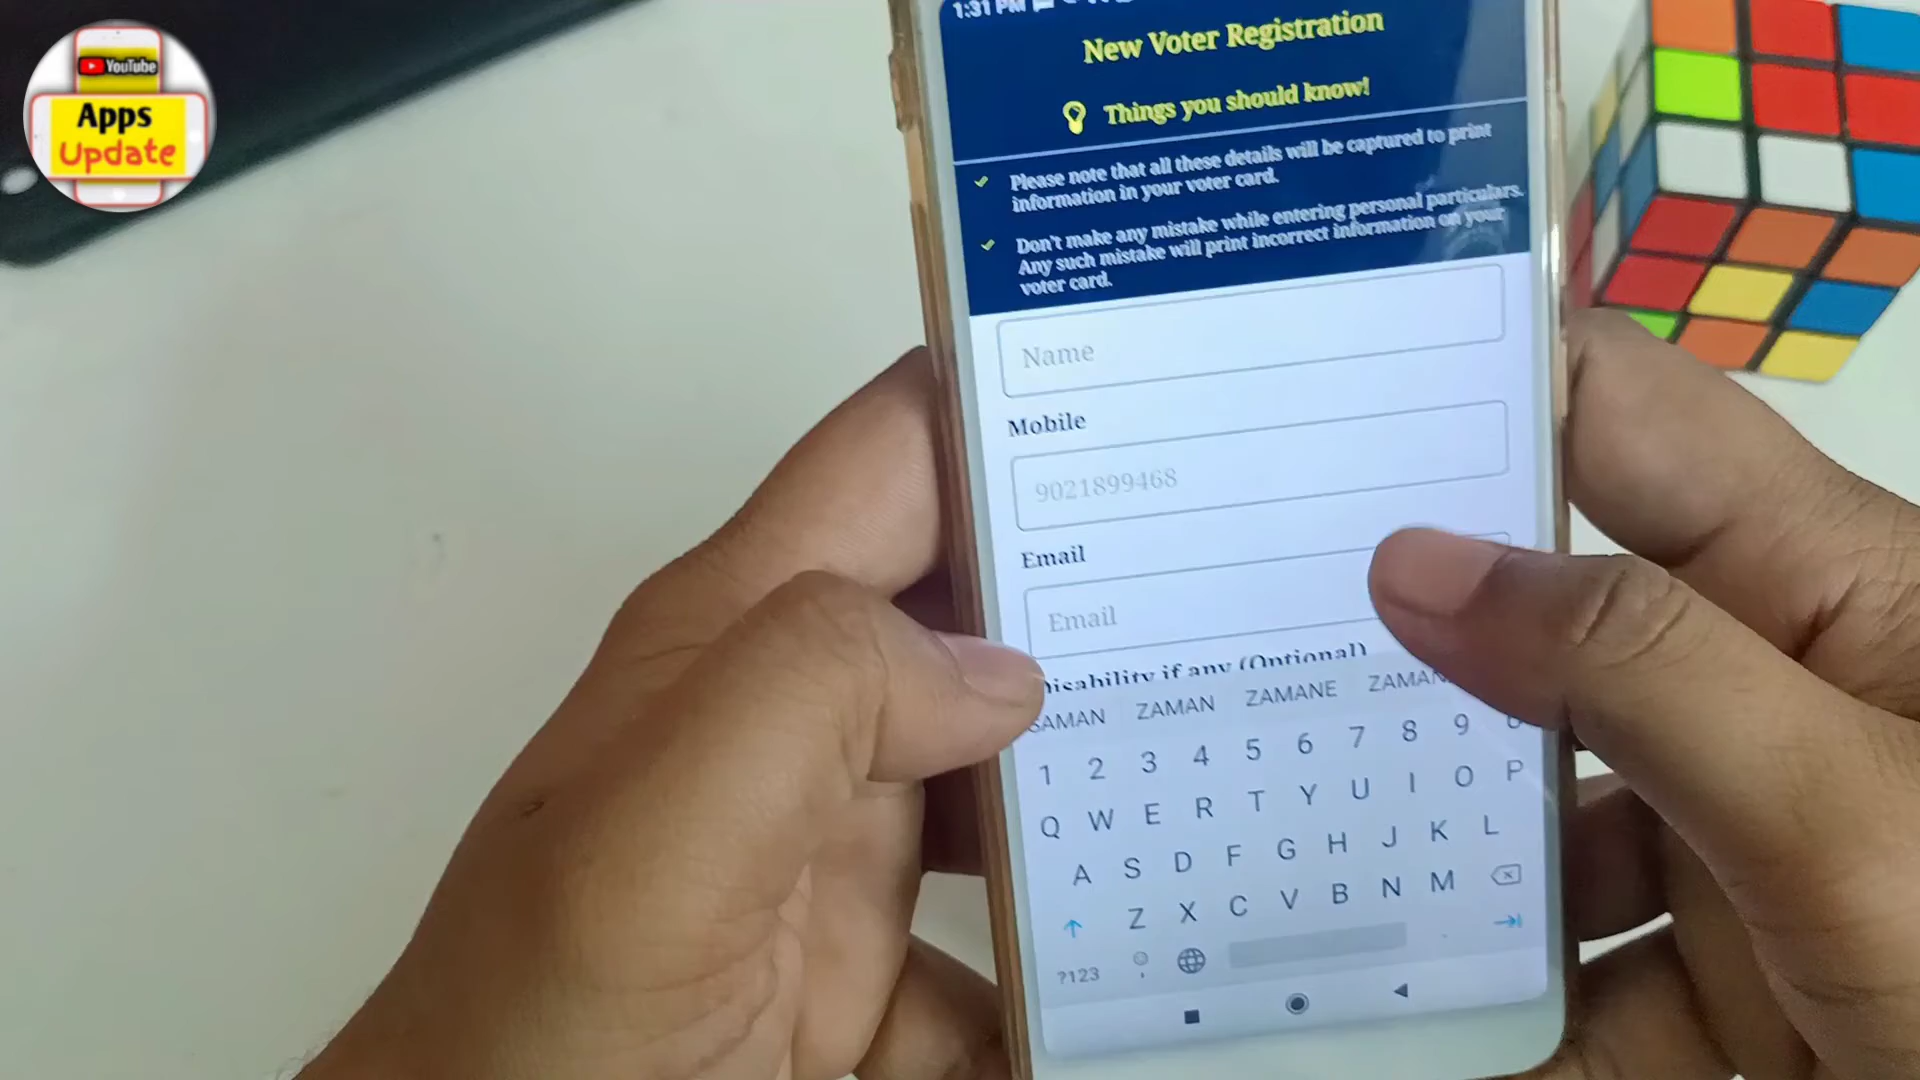 YouTube
Apps
Update
1:31 PM
New Voter Registration
Things you should know!
Please note that all these details will be captured to print
information in your voter card.
Don't make any mistake while entering personal particulars.
Any such mistake will print incorrect information on your
voter card.
Name
Mobile
9021899468
Email
Email
Disability if any (Optional)
SAMAN ZAMAN ZAMANE
1 2 3 4 5 6 7 8 9
Q W E R T Y U I O P
A S D F G H J K L
Z X C V B N M
?123